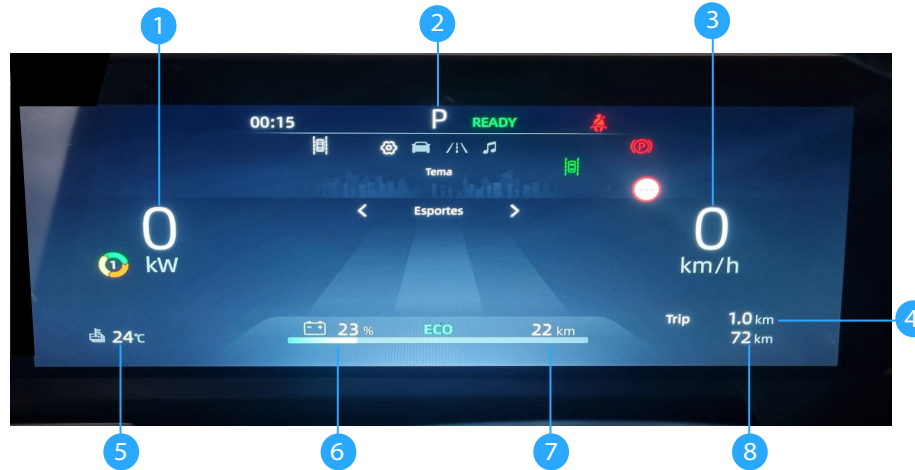 1
2
3
00:15
P
READY
(P)
Tema
< Esportes >
0
kW
1
0
km/h
24°C
23 %
ECO
22 km
Trip 1.0 km
72 km
4
5
6
7
8